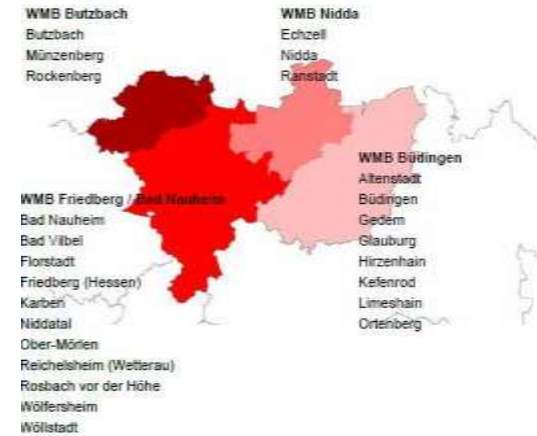 WMB Butzbach
Butzbach
Münzenberg
Rockenberg
WMB Nidda
Echzell
Nidda
Ranstadt
WMB Büdingen
Altenstadt
Büdingen
Gedern
Glauburg
Hirzenhain
Kefenrod
Limeshain
Ortenberg
WMB Friedberg / Bad Nauheim
Bad Nauheim
Bad Vilbel
Florstadt
Friedberg (Hessen)
Karben
Niddatal
Ober-Mörlen
Reichelsheim (Wetterau)
Rosbach vor der Höhe
Wölfersheim
Wöllstadt